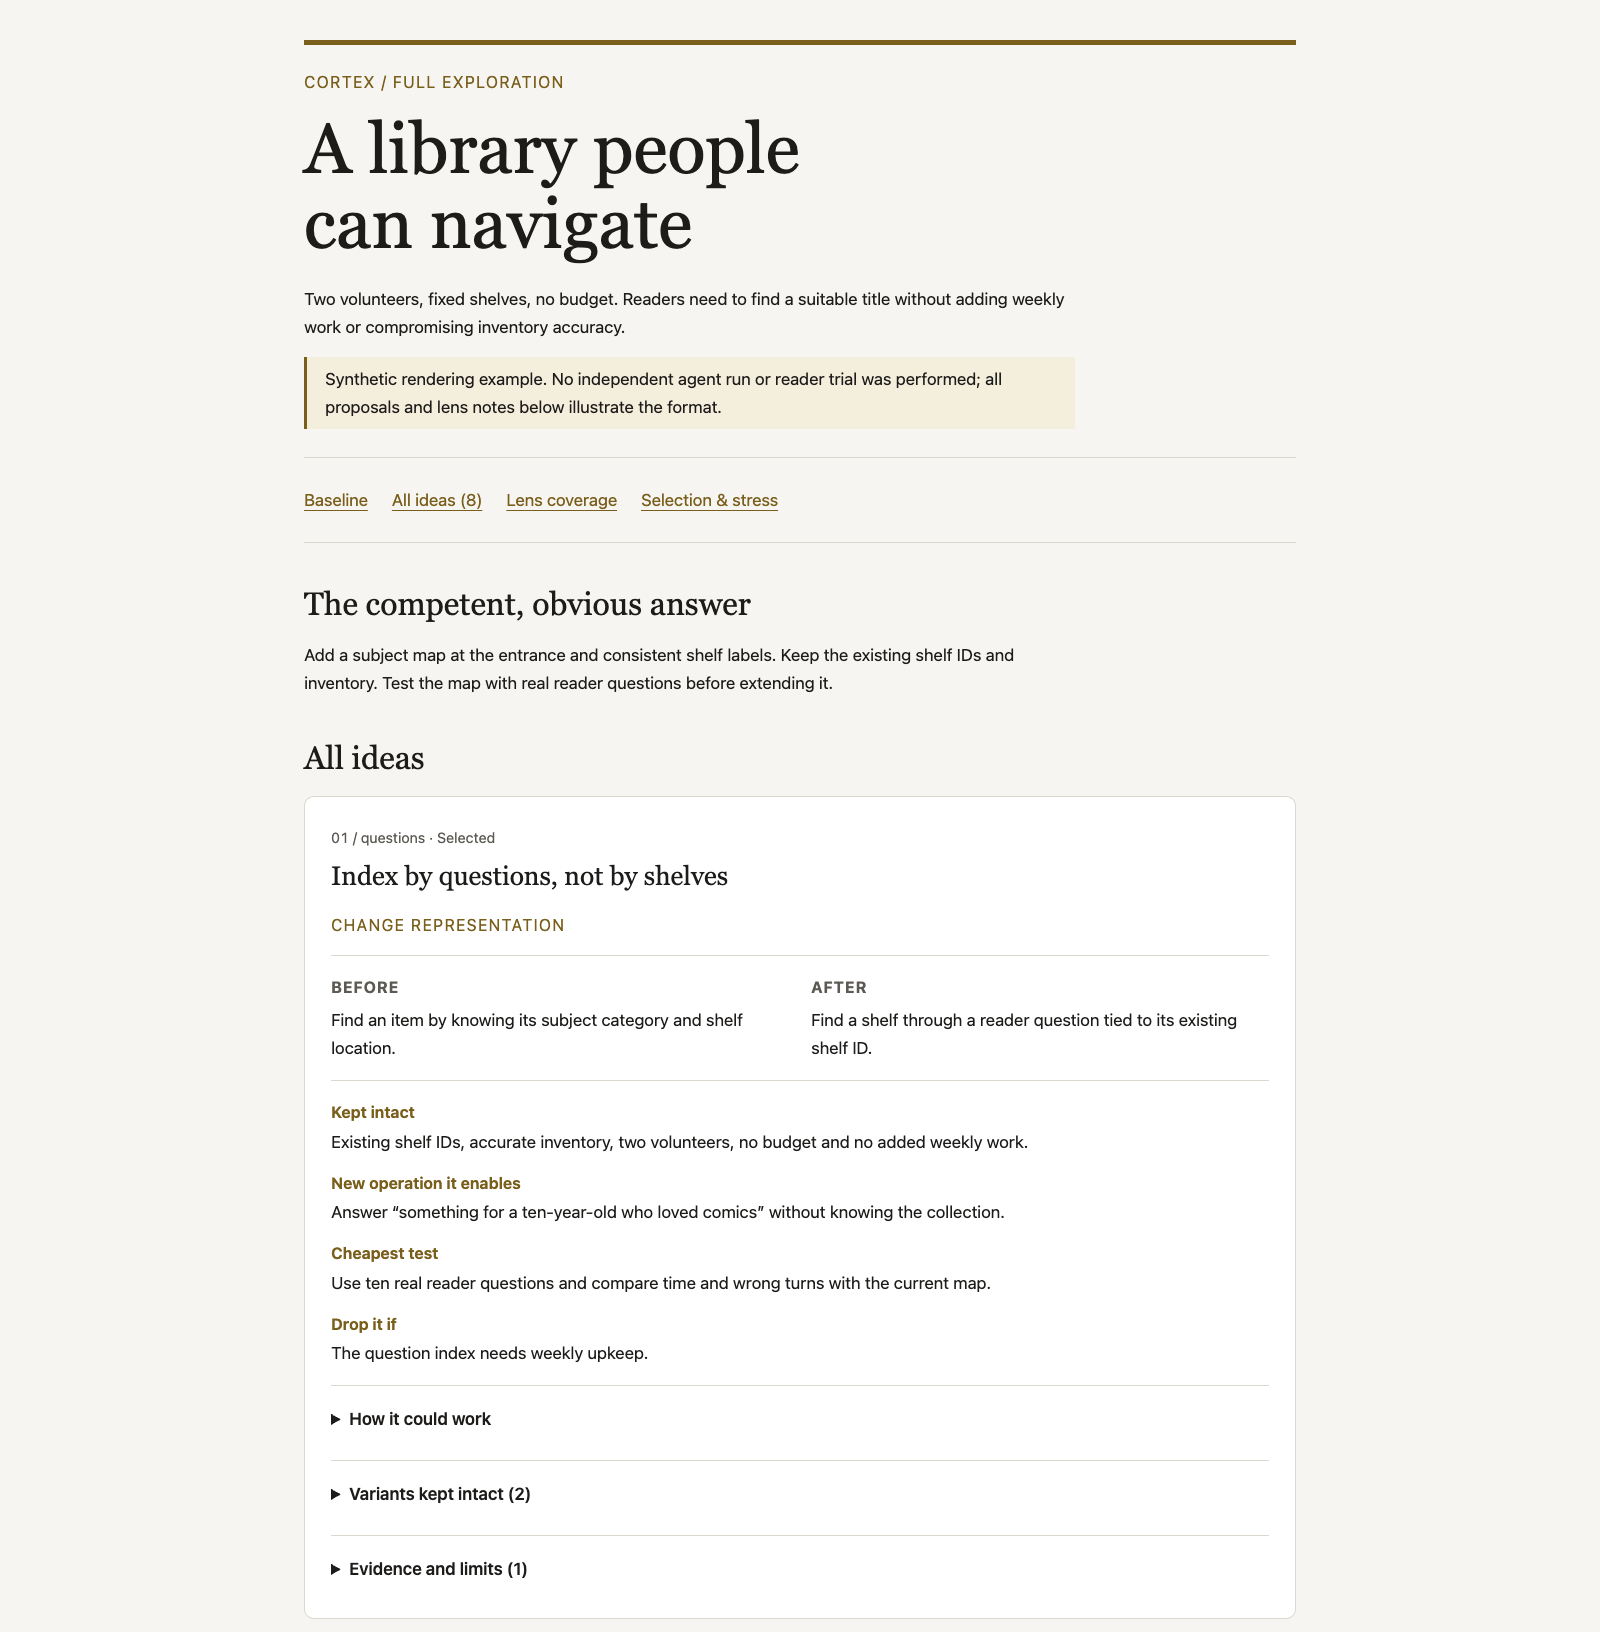 CORTEX / FULL EXPLORATION
A library people
can navigate
Two volunteers, fixed shelves, no budget. Readers need to find a suitable title without adding weekly
work or compromising inventory accuracy.
Synthetic rendering example. No independent agent run or reader trial was performed; all
proposals and lens notes below illustrate the format.
Baseline All ideas (8) Lens coverage Selection & stress
The competent, obvious answer
Add a subject map at the entrance and consistent shelf labels. Keep the existing shelf IDs and
inventory. Test the map with real reader questions before extending it.
All ideas
01 / questions · Selected
Index by questions, not by shelves
CHANGE REPRESENTATION
BEFORE
Find an item by knowing its subject category and shelf
location.
AFTER
Find a shelf through a reader question tied to its existing
shelf ID.
Kept intact
Existing shelf IDs, accurate inventory, two volunteers, no budget and no added weekly work.
New operation it enables
Answer “something for a ten-year-old who loved comics” without knowing the collection.
Cheapest test
Use ten real reader questions and compare time and wrong turns with the current map.
Drop it if
The question index needs weekly upkeep.
How it could work
Variants kept intact (2)
Evidence and limits (1)